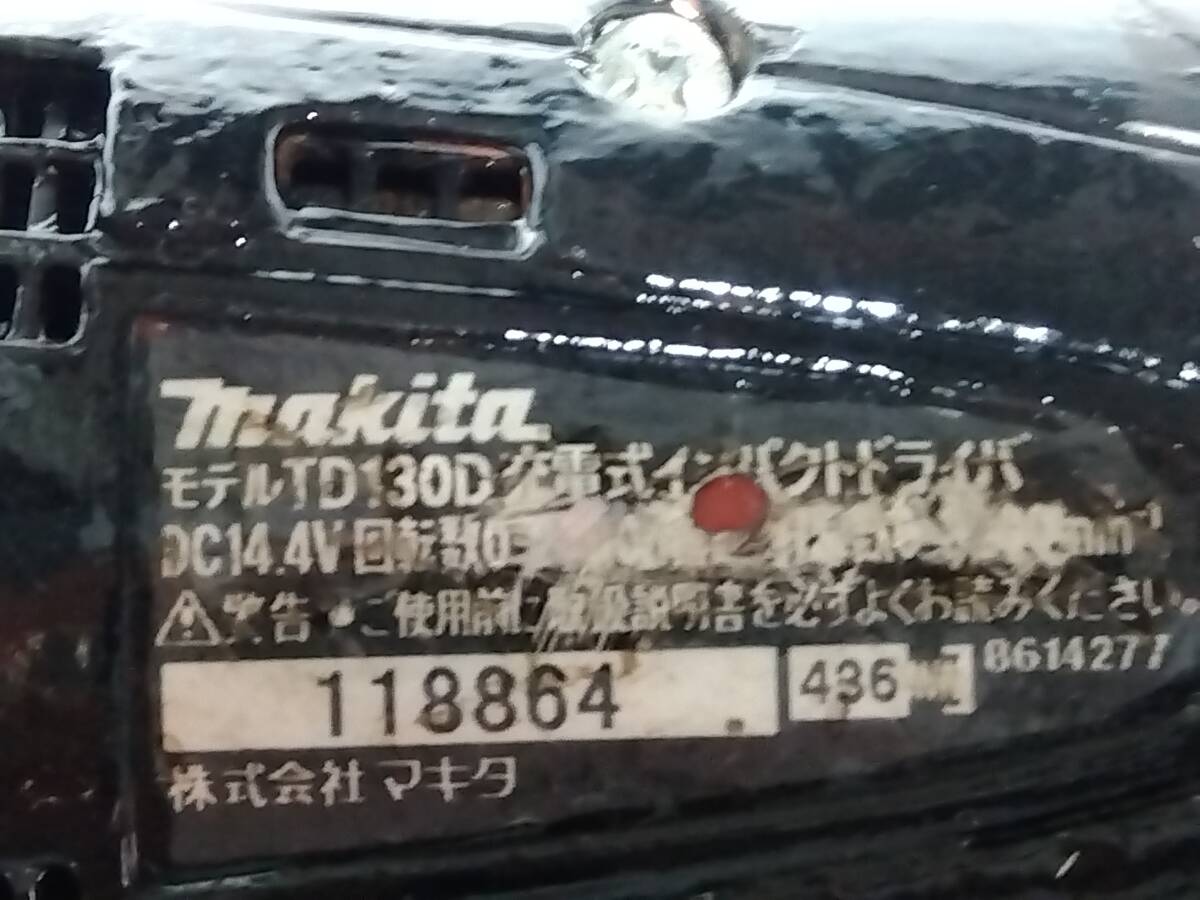 makita
モデルTD130D 充電式インパクトドライバ
DC14.4V 回転数0 min⁻¹
警告 ●ご使用前に取扱説明書を必ずよくお読みください。
8614277
118864
436
株式会社マキタ